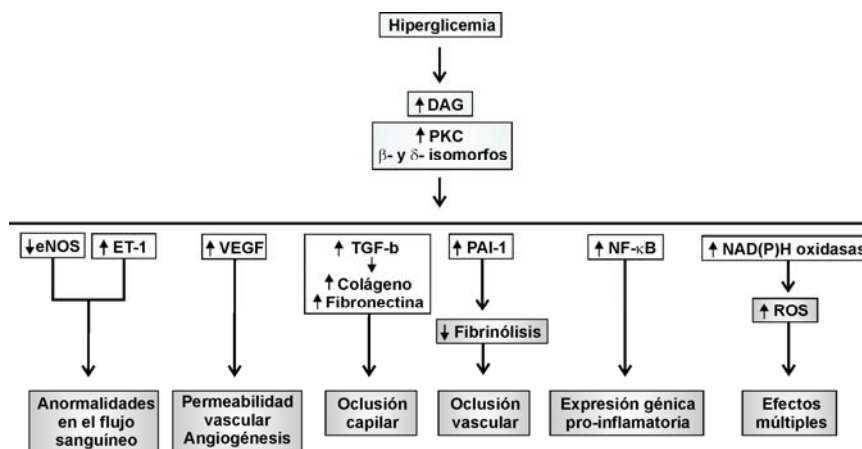 Hiperglicemia
↑DAG
↑PKC
β- y δ- isomorfos
↓eNOS
↑ ET-1
↑ VEGF
↑ TGF-b
↓
↑ Colágeno
↑ Fibronectina
↑ PAI-1
↑ NF-κB
↑ NAD(P)H oxidasas
↓ Fibrinólisis
↑ ROS
Anormalidades
en el flujo
sanguíneo
Permeabilidad
vascular
Angiogénesis
Oclusión
capilar
Oclusión
vascular
Expresión génica
pro-inflamatoria
Efectos
múltiples